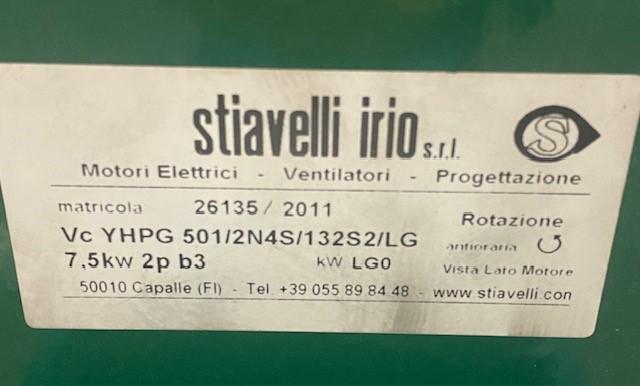 stiavelli irio s.r.l.
S
Motori Elettrici - Ventilatori - Progettazione
matricola 26135/ 2011
Rotazione
Vc YHPG 501/2N4S/132S2/LG
antioraria
7,5kw 2p b3 kW LG0
Vista Lato Motore
50010 Capalle (FI) - Tel. +39 055 89 84 48 - www stiavelli con